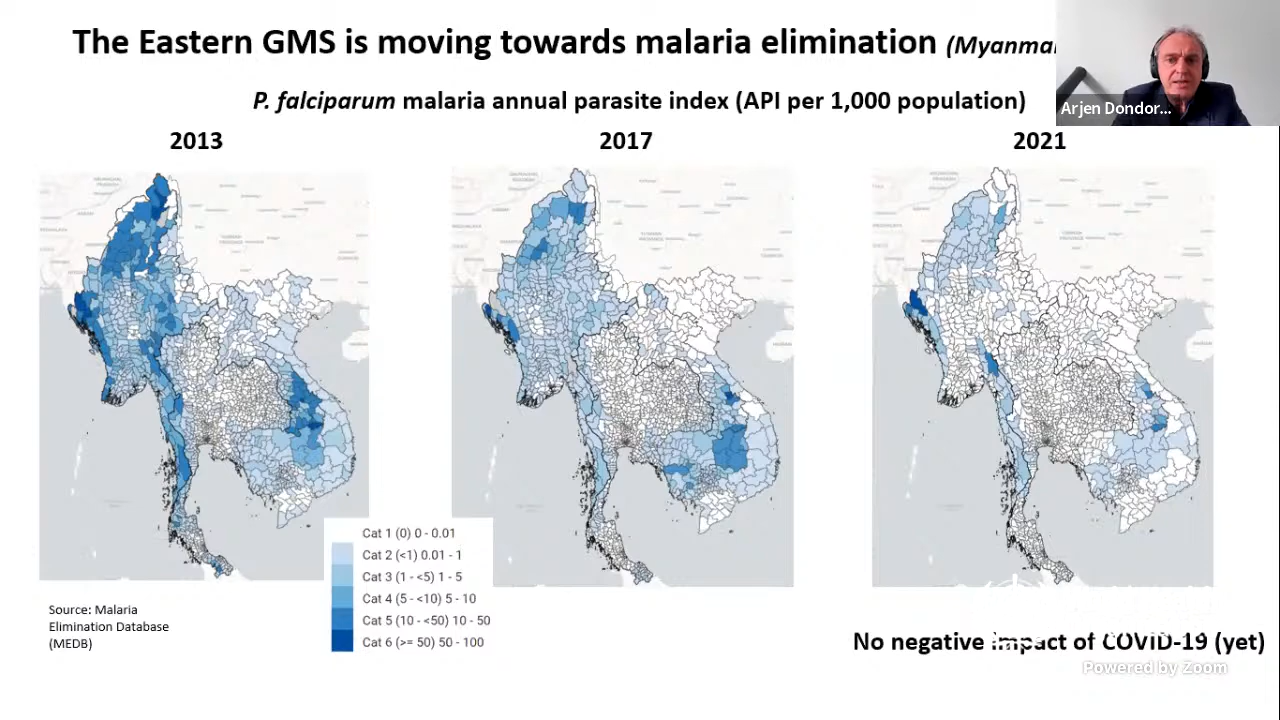 The Eastern GMS is moving towards malaria elimination (Myanmar
Arjen Dondor...
P. falciparum malaria annual parasite index (API per 1,000 population)
2013
2017
2021
Cat 1 (0) 0 - 0.01
Cat 2 (<1) 0.01 - 1
Cat 3 (1 - <5) 1 - 5
Cat 4 (5 - <10) 5 - 10
Cat 5 (10 - <50) 10 - 50
Cat 6 (>= 50) 50 - 100
Source: Malaria
Elimination Database
(MEDB)
No negative impact of COVID-19 (yet)
Powered by Zoom